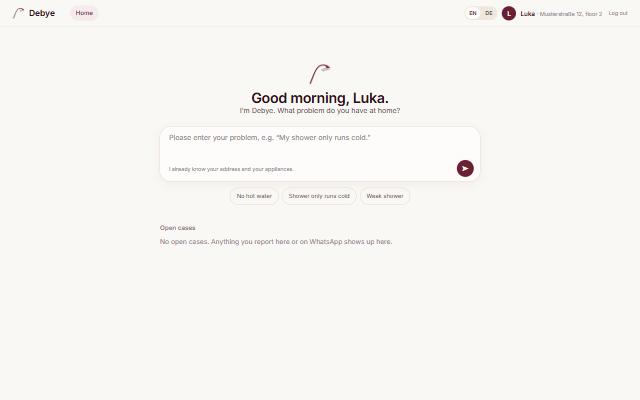 Debye
Home
EN DE
L
Luka · Musterstraße 12, floor 2
Log out
Good morning, Luka.
I'm Debye. What problem do you have at home?
Please enter your problem, e.g. “My shower only runs cold.”
I already know your address and your appliances.
No hot water
Shower only runs cold
Weak shower
Open cases
No open cases. Anything you report here or on WhatsApp shows up here.